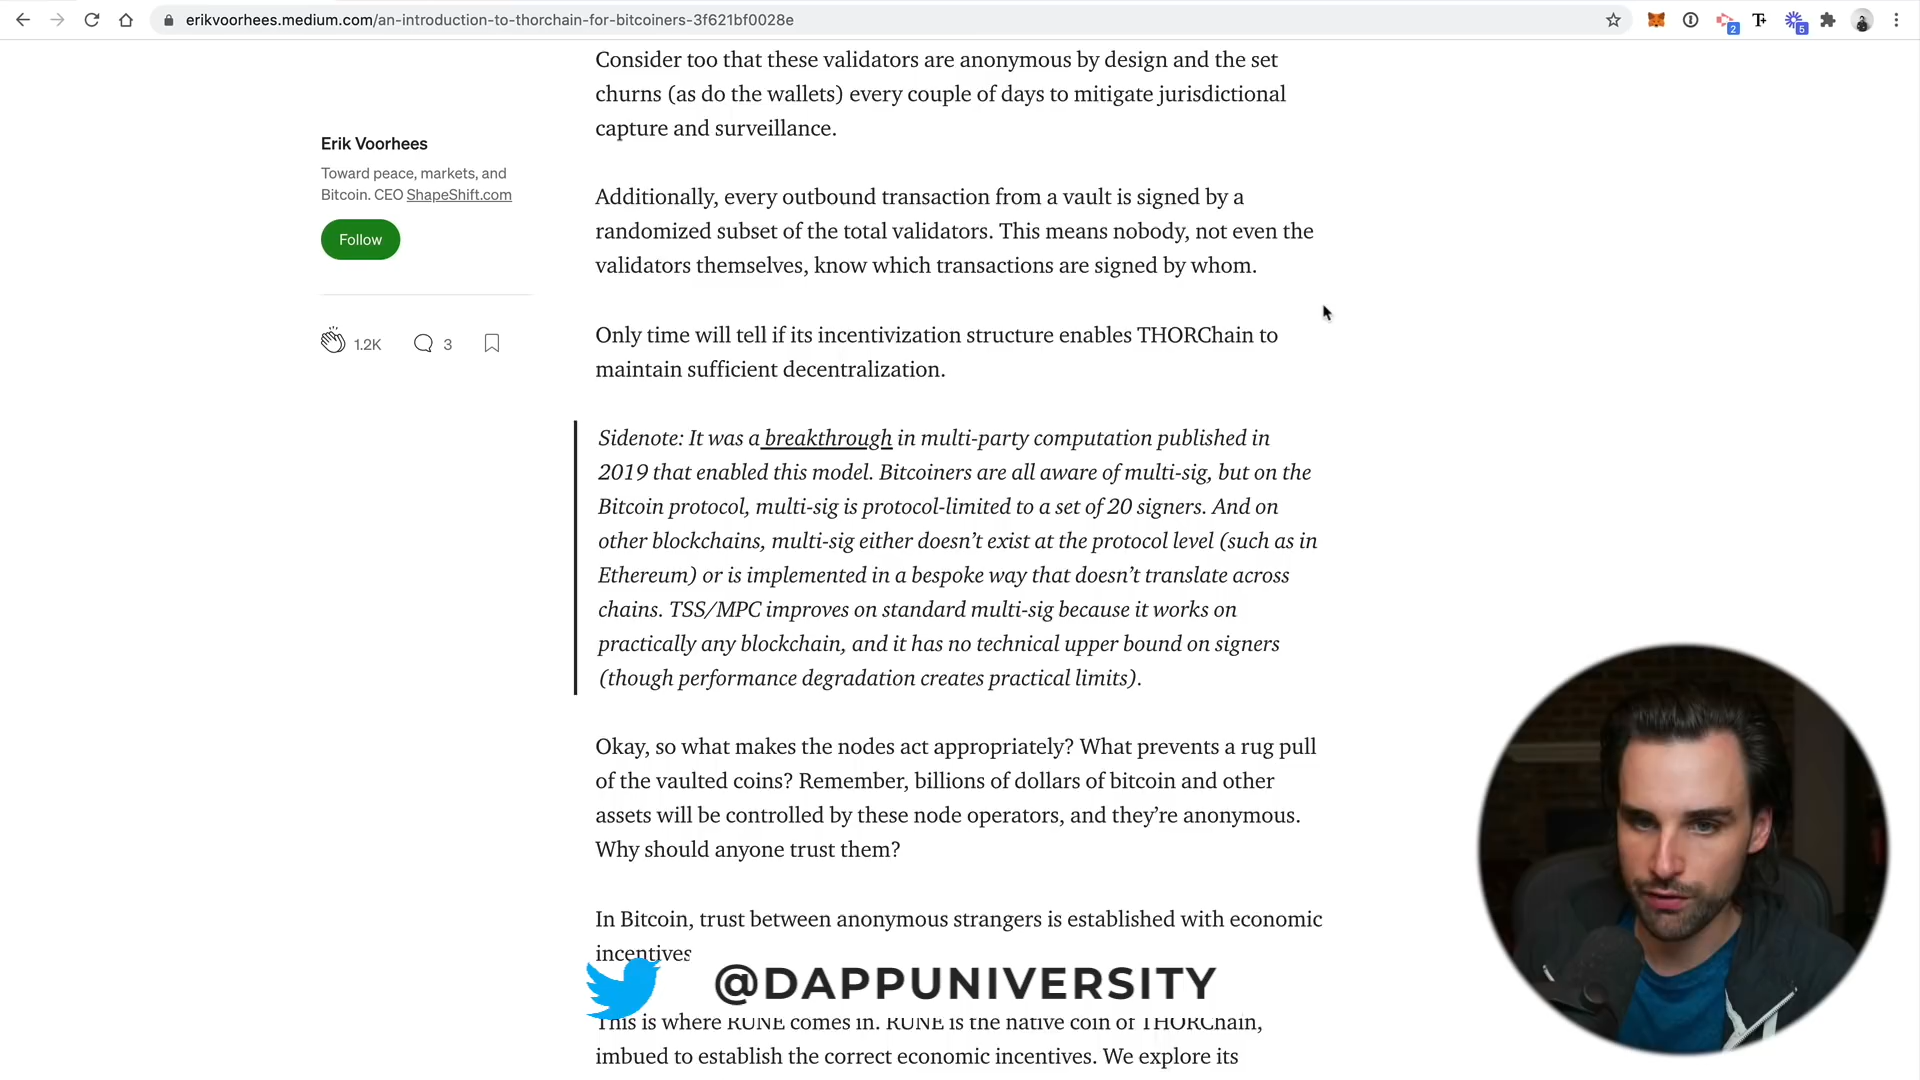 erikvoorhees.medium.com/an-introduction-to-thorchain-for-bitcoiners-3f621bf0028e
2
5
Consider too that these validators are anonymous by design and the set
churns (as do the wallets) every couple of days to mitigate jurisdictional
capture and surveillance.
Erik Voorhees
Toward peace, markets, and
Bitcoin. CEO ShapeShift.com
Follow
1.2K
3
Additionally, every outbound transaction from a vault is signed by a
randomized subset of the total validators. This means nobody, not even the
validators themselves, know which transactions are signed by whom.
Only time will tell if its incentivization structure enables THORChain to
maintain sufficient decentralization.
Sidenote: It was a breakthrough in multi-party computation published in
2019 that enabled this model. Bitcoiners are all aware of multi-sig, but on the
Bitcoin protocol, multi-sig is protocol-limited to a set of 20 signers. And on
other blockchains, multi-sig either doesn’t exist at the protocol level (such as in
Ethereum) or is implemented in a bespoke way that doesn’t translate across
chains. TSS/MPC improves on standard multi-sig because it works on
practically any blockchain, and it has no technical upper bound on signers
(though performance degradation creates practical limits).
Okay, so what makes the nodes act appropriately? What prevents a rug pull
of the vaulted coins? Remember, billions of dollars of bitcoin and other
assets will be controlled by these node operators, and they’re anonymous.
Why should anyone trust them?
In Bitcoin, trust between anonymous strangers is established with economic
incentives
@DAPPUNIVERSITY
This is where RUNE comes in. RUNE is the native coin of THORChain,
imbued to establish the correct economic incentives. We explore its